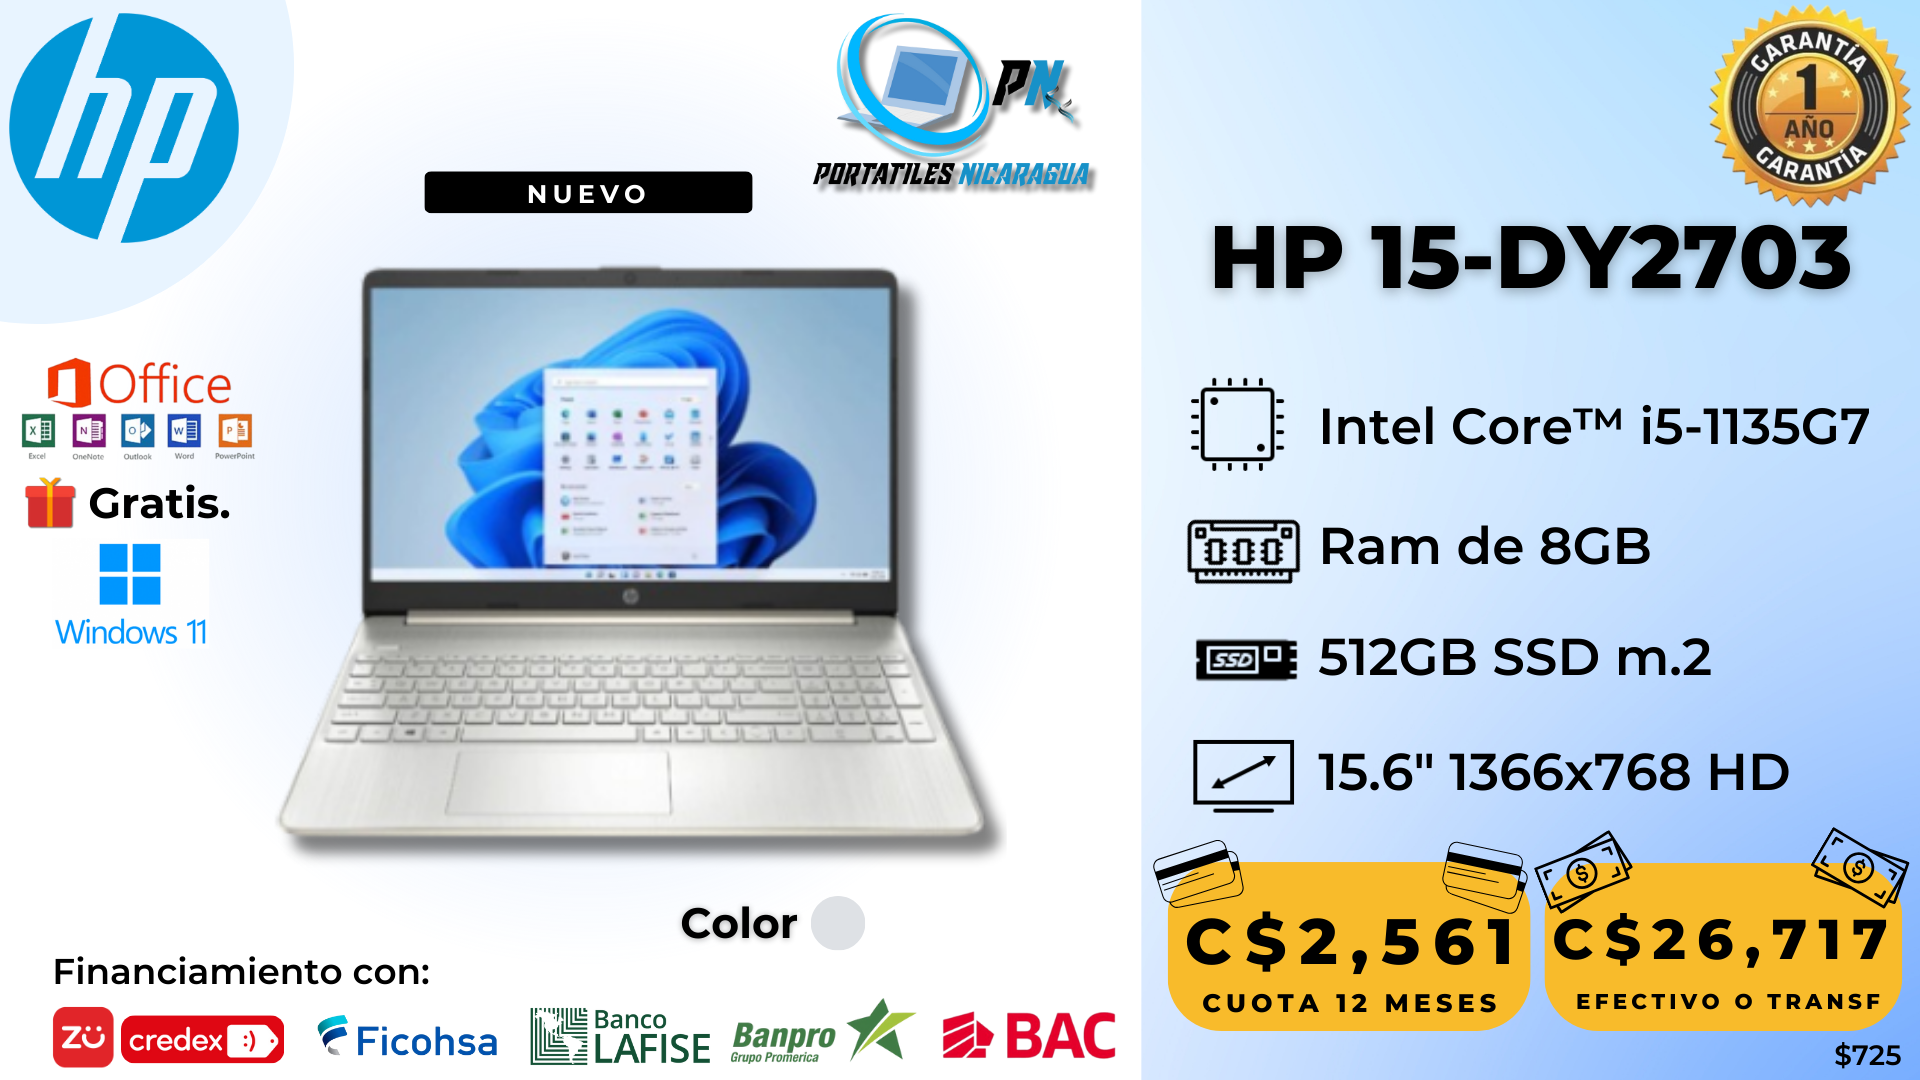 hp
PN
PORTATILES NICARAGUA
NUEVO
Office
Excel OneNote Outlook Word PowerPoint
Gratis.
Windows 11
Color
Financiamiento con:
zū
credex :)
Ficohsa
Banco
LAFISE
Banpro
Grupo Promerica
BAC
GARANTÍA
1
AÑO
GARANTÍA
HP 15-DY2703
Intel Core™ i5-1135G7
Ram de 8GB
SSD
512GB SSD m.2
15.6" 1366x768 HD
C$2,561
CUOTA 12 MESES
C$26,717
EFECTIVO O TRANSF
$725